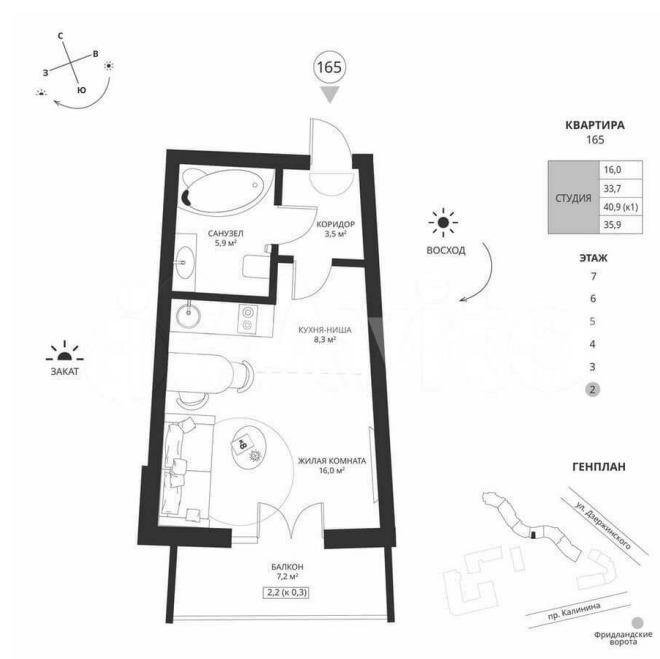 С
В
З
Ю
165
КВАРТИРА
165
СТУДИЯ
16,0
33,7
40,9 (к1)
35,9
САНУЗЕЛ
5,9 м²
КОРИДОР
3,5 м²
ВОСХОД
ЭТАЖ
7
6
5
4
3
2
КУХНЯ-НИША
8,3 м²
ЗАКАТ
ЖИЛАЯ КОМНАТА
16,0 м²
ГЕНПЛАН
ул. Дзержинского
БАЛКОН
7,2 м²
2,2 (к 0,3)
пр. Калинина
Фридландские
ворота
Avito